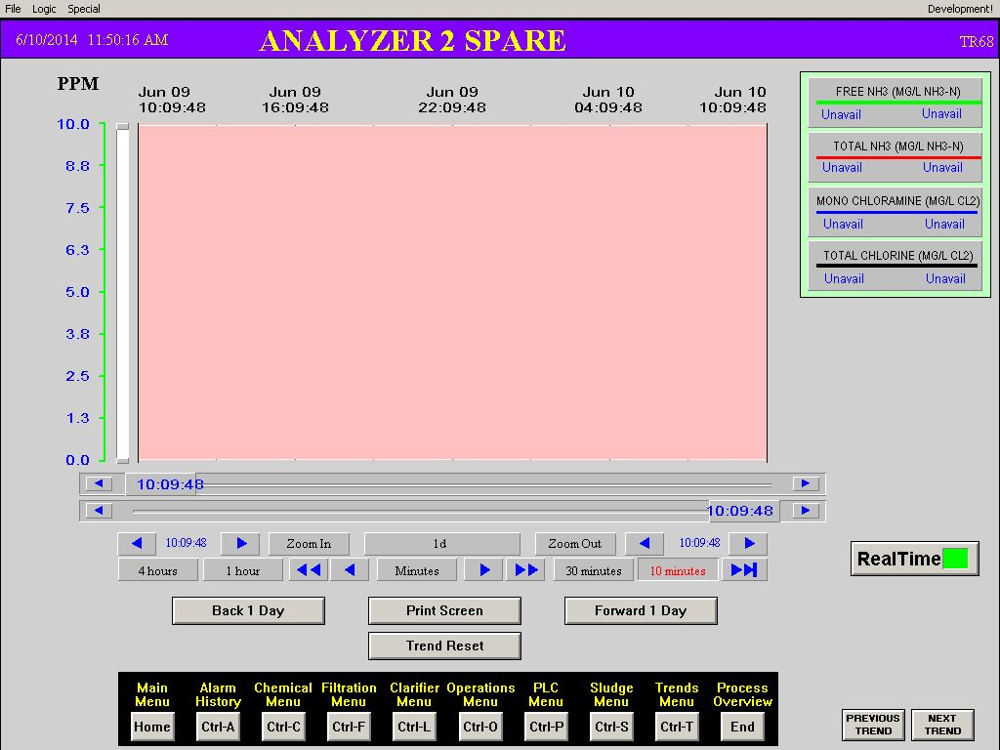 File Logic Special Development!
6/10/2014 11:50:16 AM ANALYZER 2 SPARE TR68
PPM
Jun 09 Jun 09 Jun 09 Jun 10 Jun 10
10:09:48 16:09:48 22:09:48 04:09:48 10:09:48
10.0
8.8
7.5
6.3
5.0
3.8
2.5
1.3
0.0
FREE NH3 (MG/L NH3-N)
Unavail Unavail
TOTAL NH3 (MG/L NH3-N)
Unavail Unavail
MONO CHLORAMINE (MG/L CL2)
Unavail Unavail
TOTAL CHLORINE (MG/L CL2)
Unavail Unavail
10:09:48
10:09:48
10:09:48 Zoom In 1d Zoom Out 10:09:48
4 hours 1 hour Minutes 30 minutes 10 minutes
RealTime
Back 1 Day Print Screen Forward 1 Day
Trend Reset
Main Alarm Chemical Filtration Clarifier Operations PLC Sludge Trends Process
Menu History Menu Menu Menu Menu Menu Menu Menu Overview
Home Ctrl-A Ctrl-C Ctrl-F Ctrl-L Ctrl-O Ctrl-P Ctrl-S Ctrl-T End
PREVIOUS NEXT
TREND TREND